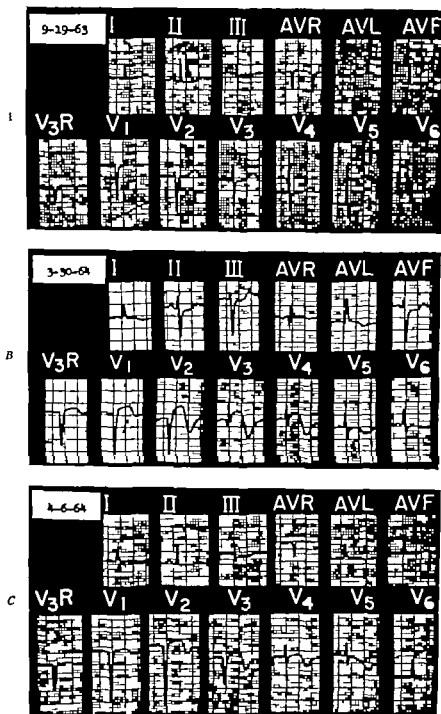 9-29-63 I II III AVR AVL AVF
1
V3R V1 V2 V3 V4 V5 V6
3-30-64 I II III AVR AVL AVF
B
V3R V1 V2 V3 V4 V5 V6
4-6-64 I II III AVR AVL AVF
C
V3R V1 V2 V3 V4 V5 V6